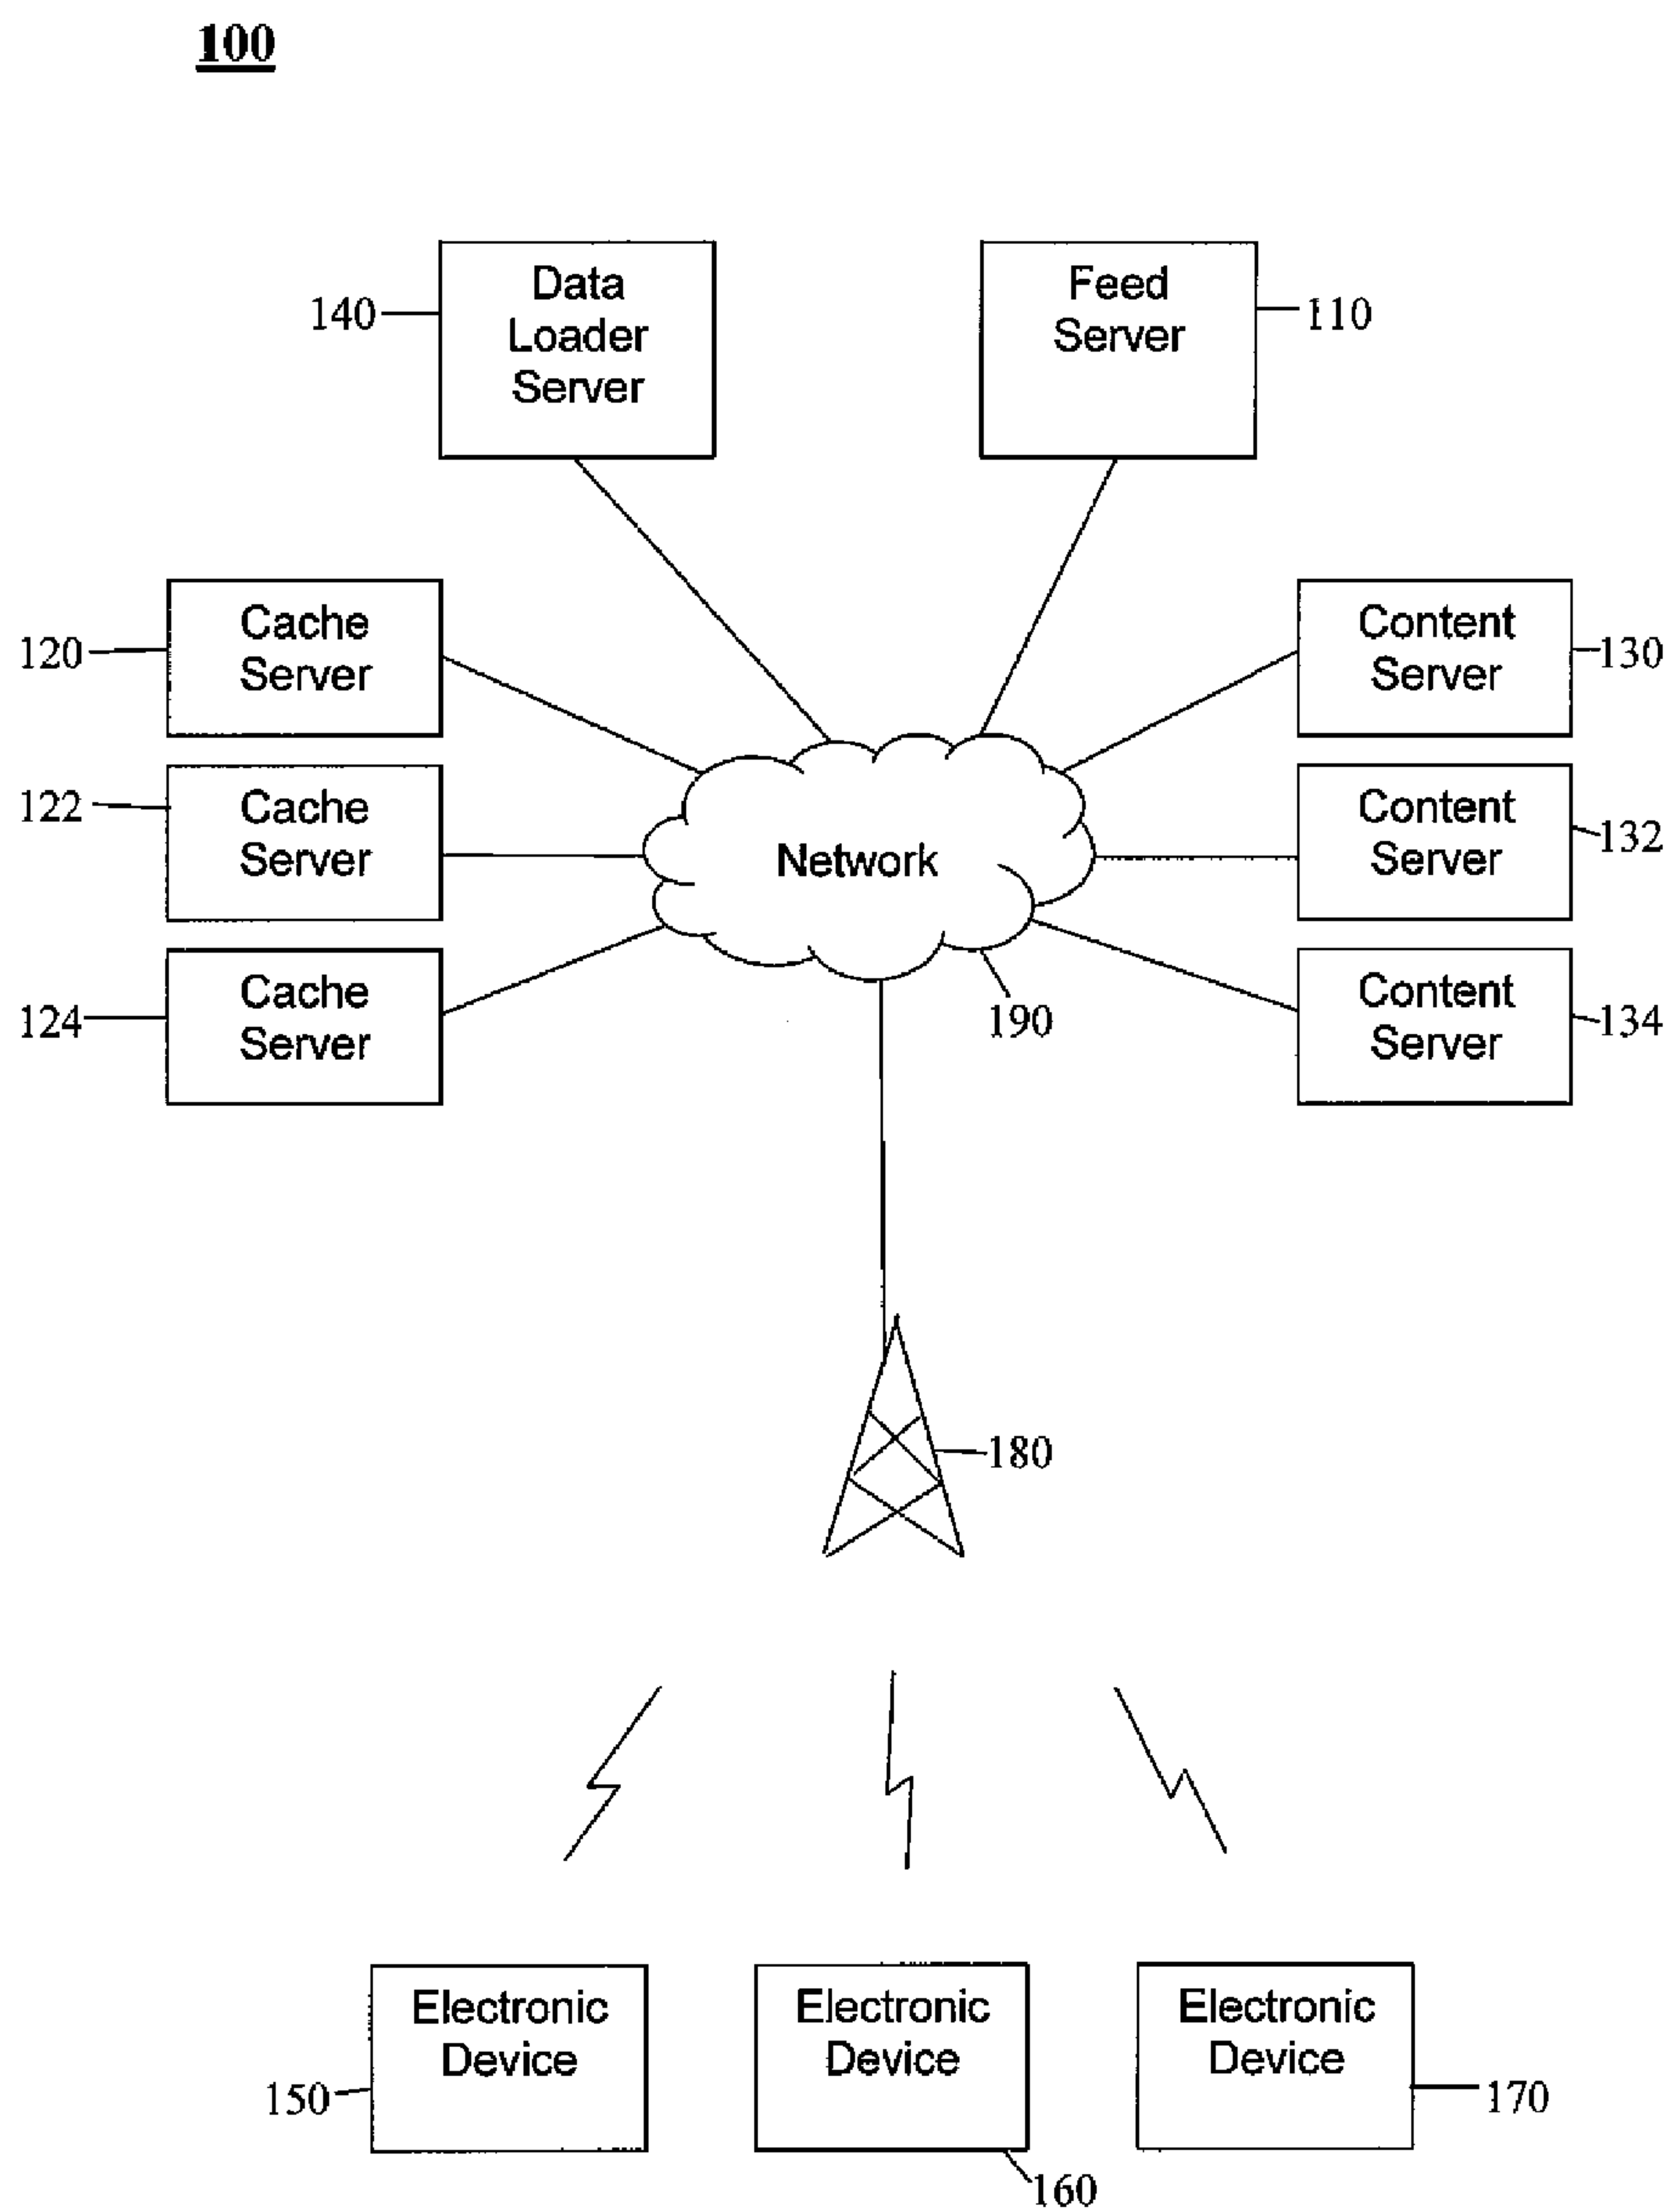 100
Data
Loader
Server
140
Feed
Server
110
Cache
Server
120
Content
Server
130
Cache
Server
122
Network
Content
Server
132
Cache
Server
124
190
Content
Server
134
180
Electronic
Device
150
Electronic
Device
160
Electronic
Device
170